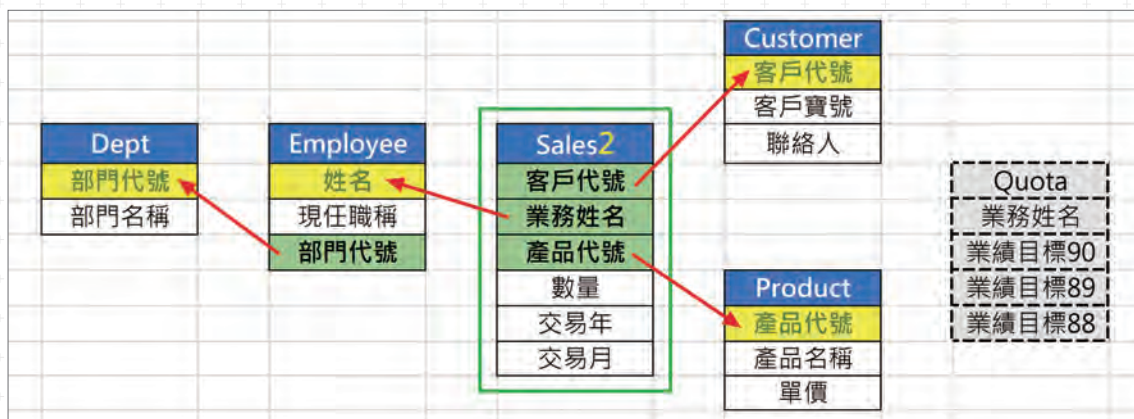 Dept
部門代號
部門名稱
Employee
姓名
現任職稱
部門代號
Sales2
客戶代號
業務姓名
產品代號
數量
交易年
交易月
Customer
客戶代號
客戶寶號
聯絡人
Product
產品代號
產品名稱
單價
Quota
業務姓名
業績目標90
業績目標89
業績目標88